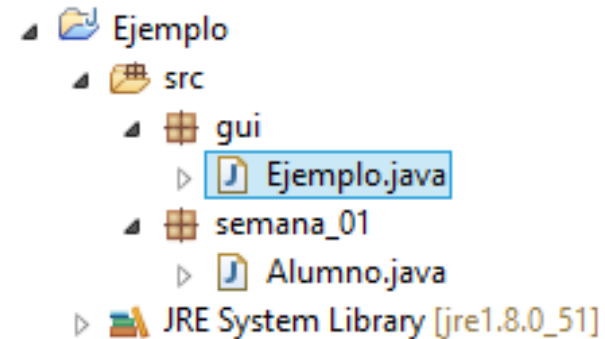 Ejemplo
src
gui
Ejemplo.java
semana_01
Alumno.java
JRE System Library [jre1.8.0_51]